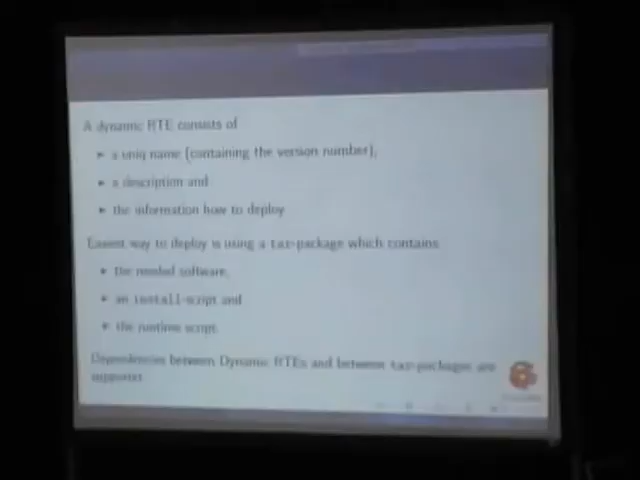 A dynamic RTE consists of
a uniq name (containing the version number),
a description and
the information how to deploy
Easiest way to deploy is using a tar-package which contains
the needed software,
an install-script and
the runtime script.
Dependencies between Dynamic RTEs and between tar-packages are
supported